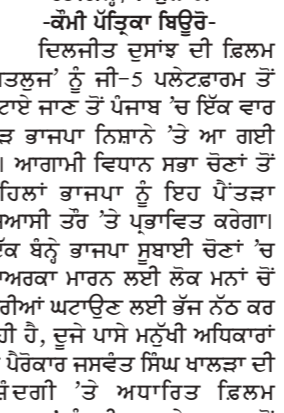 -ਕੌਮੀ ਪੱਤ੍ਰਿਕਾ ਬਿਊਰੋ-
ਦਿਲਜੀਤ ਦੁਸਾਂਝ ਦੀ ਫ਼ਿਲਮ
ਤਲੁਜ' ਨੂੰ ਜੀ-5 ਪਲੇਟਫ਼ਾਰਮ ਤੋਂ
ਟਾਏ ਜਾਣ ਤੋਂ ਪੰਜਾਬ 'ਚ ਇੱਕ ਵਾਰ
ੜ ਭਾਜਪਾ ਨਿਸ਼ਾਨੇ 'ਤੇ ਆ ਗਈ
। ਆਗਾਮੀ ਵਿਧਾਨ ਸਭਾ ਚੋਣਾਂ ਤੋਂ
ਹਿਲਾਂ ਭਾਜਪਾ ਨੂੰ ਇਹ ਪੈਂਤੜਾ
ਆਸੀ ਤੌਰ 'ਤੇ ਪ੍ਰਭਾਵਿਤ ਕਰੇਗਾ।
ੱਕ ਬੰਨ੍ਹੇ ਭਾਜਪਾ ਸੂਬਾਈ ਚੋਣਾਂ 'ਚ
ਾਅਰਕਾ ਮਾਰਨ ਲਈ ਲੋਕ ਮਨਾਂ ਚੋਂ
ਰੀਆਂ ਘਟਾਉਣ ਲਈ ਭੱਜ ਨੱਠ ਕਰ
ਹੀ ਹੈ, ਦੂਜੇ ਪਾਸੇ ਮਨੁੱਖੀ ਅਧਿਕਾਰਾਂ
ਪੈਰੋਕਾਰ ਜਸਵੰਤ ਸਿੰਘ ਖਾਲੜਾ ਦੀ
ਿੰਦਗੀ 'ਤੇ ਅਧਾਰਿਤ ਫ਼ਿਲਮ